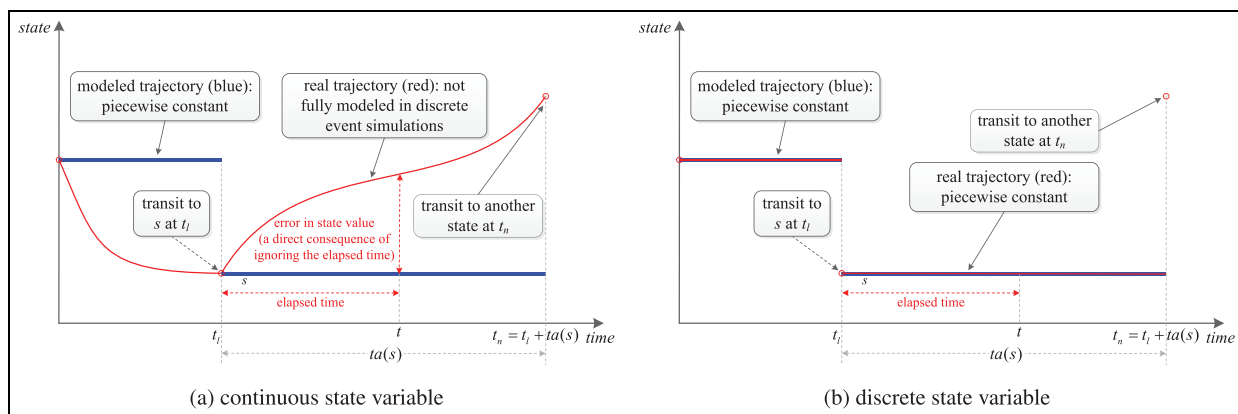 state
modeled trajectory (blue):
piecewise constant
real trajectory (red): not
fully modeled in discrete
event simulations
transit to
s at t_l
error in state value
(a direct consequence of
ignoring the elapsed time)
transit to another
state at t_n
s
elapsed time
t_l
t
t_n = t_l + ta(s)
time
ta(s)
(a) continuous state variable
state
modeled trajectory (blue):
piecewise constant
transit to another
state at t_n
real trajectory (red):
piecewise constant
transit to
s at t_l
s
elapsed time
t_l
t
t_n = t_l + ta(s)
time
ta(s)
(b) discrete state variable